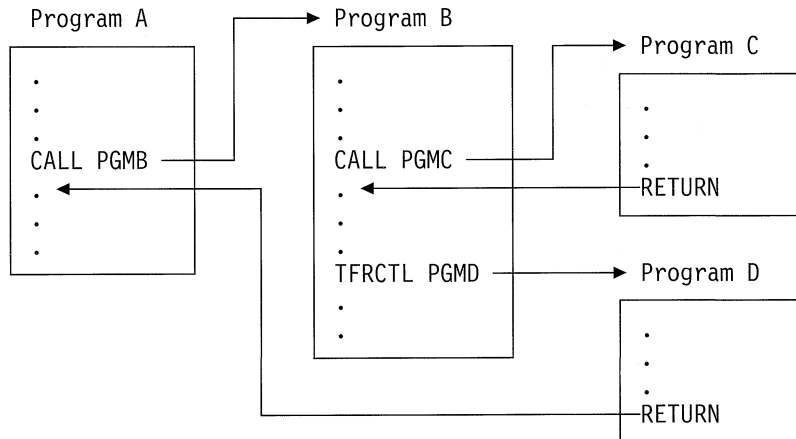 Program A
.
.
.
CALL PGMB
.
.
.
Program B
.
.
.
CALL PGMC
.
.
.
TFRCTL PGMD
.
.
Program C
.
.
.
RETURN
Program D
.
.
.
RETURN